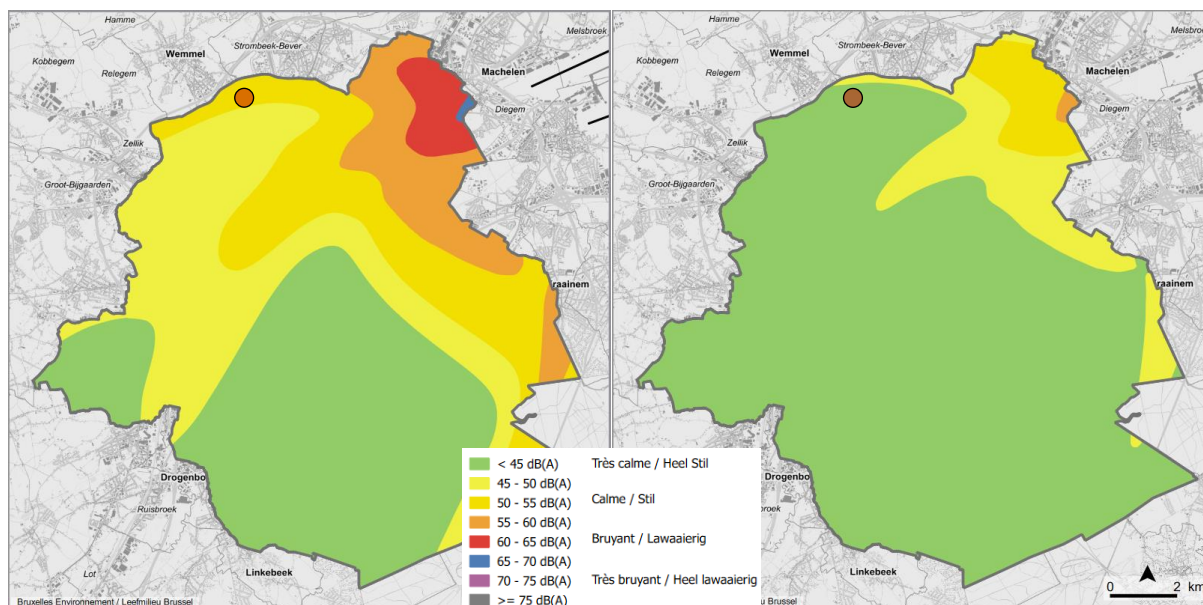 Hamme
Melsbroek
Wemmel
Strombeek-Bever
Kobbegem
Relegem
Machelen
Diegem
Zellik
Groot-Bijgaarden
raainem
Drogenbo
Ruisbroek
Lot
Linkebeek
Bruxelles Environnement / Leefmilieu Brussel
< 45 dB(A) Très calme / Heel Stil
45 - 50 dB(A)
50 - 55 dB(A) Calme / Stil
55 - 60 dB(A)
60 - 65 dB(A) Bruyant / Lawaaierig
65 - 70 dB(A)
70 - 75 dB(A) Très bruyant / Heel lawaaierig
>= 75 dB(A)
Hamme
Melsbroek
Wemmel
Strombeek-Bever
Kobbegem
Relegem
Machelen
Diegem
Zellik
Groot-Bijgaarden
raainem
Drogenbo
Linkebeek
0 2 km
lieu Brussel